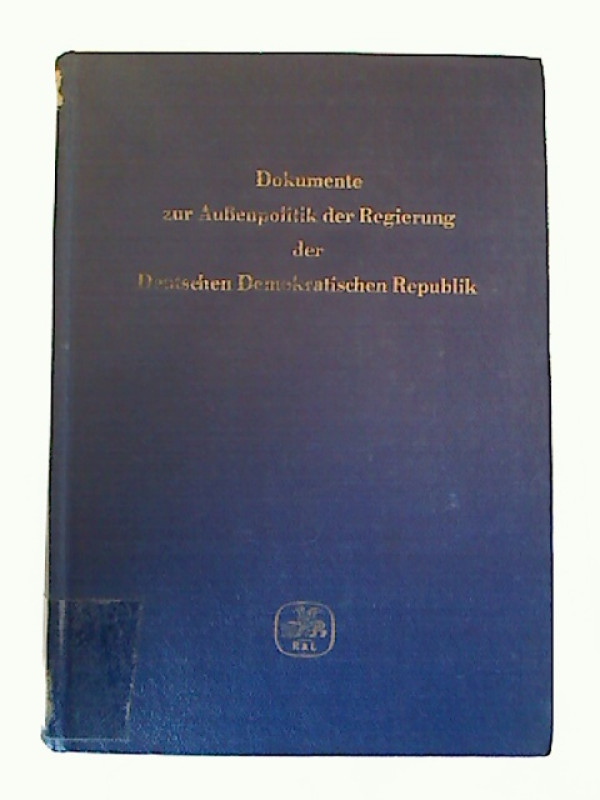 Dokumente
zur Außenpolitik der Regierung
der
Deutschen Demokratischen Republik
R&L